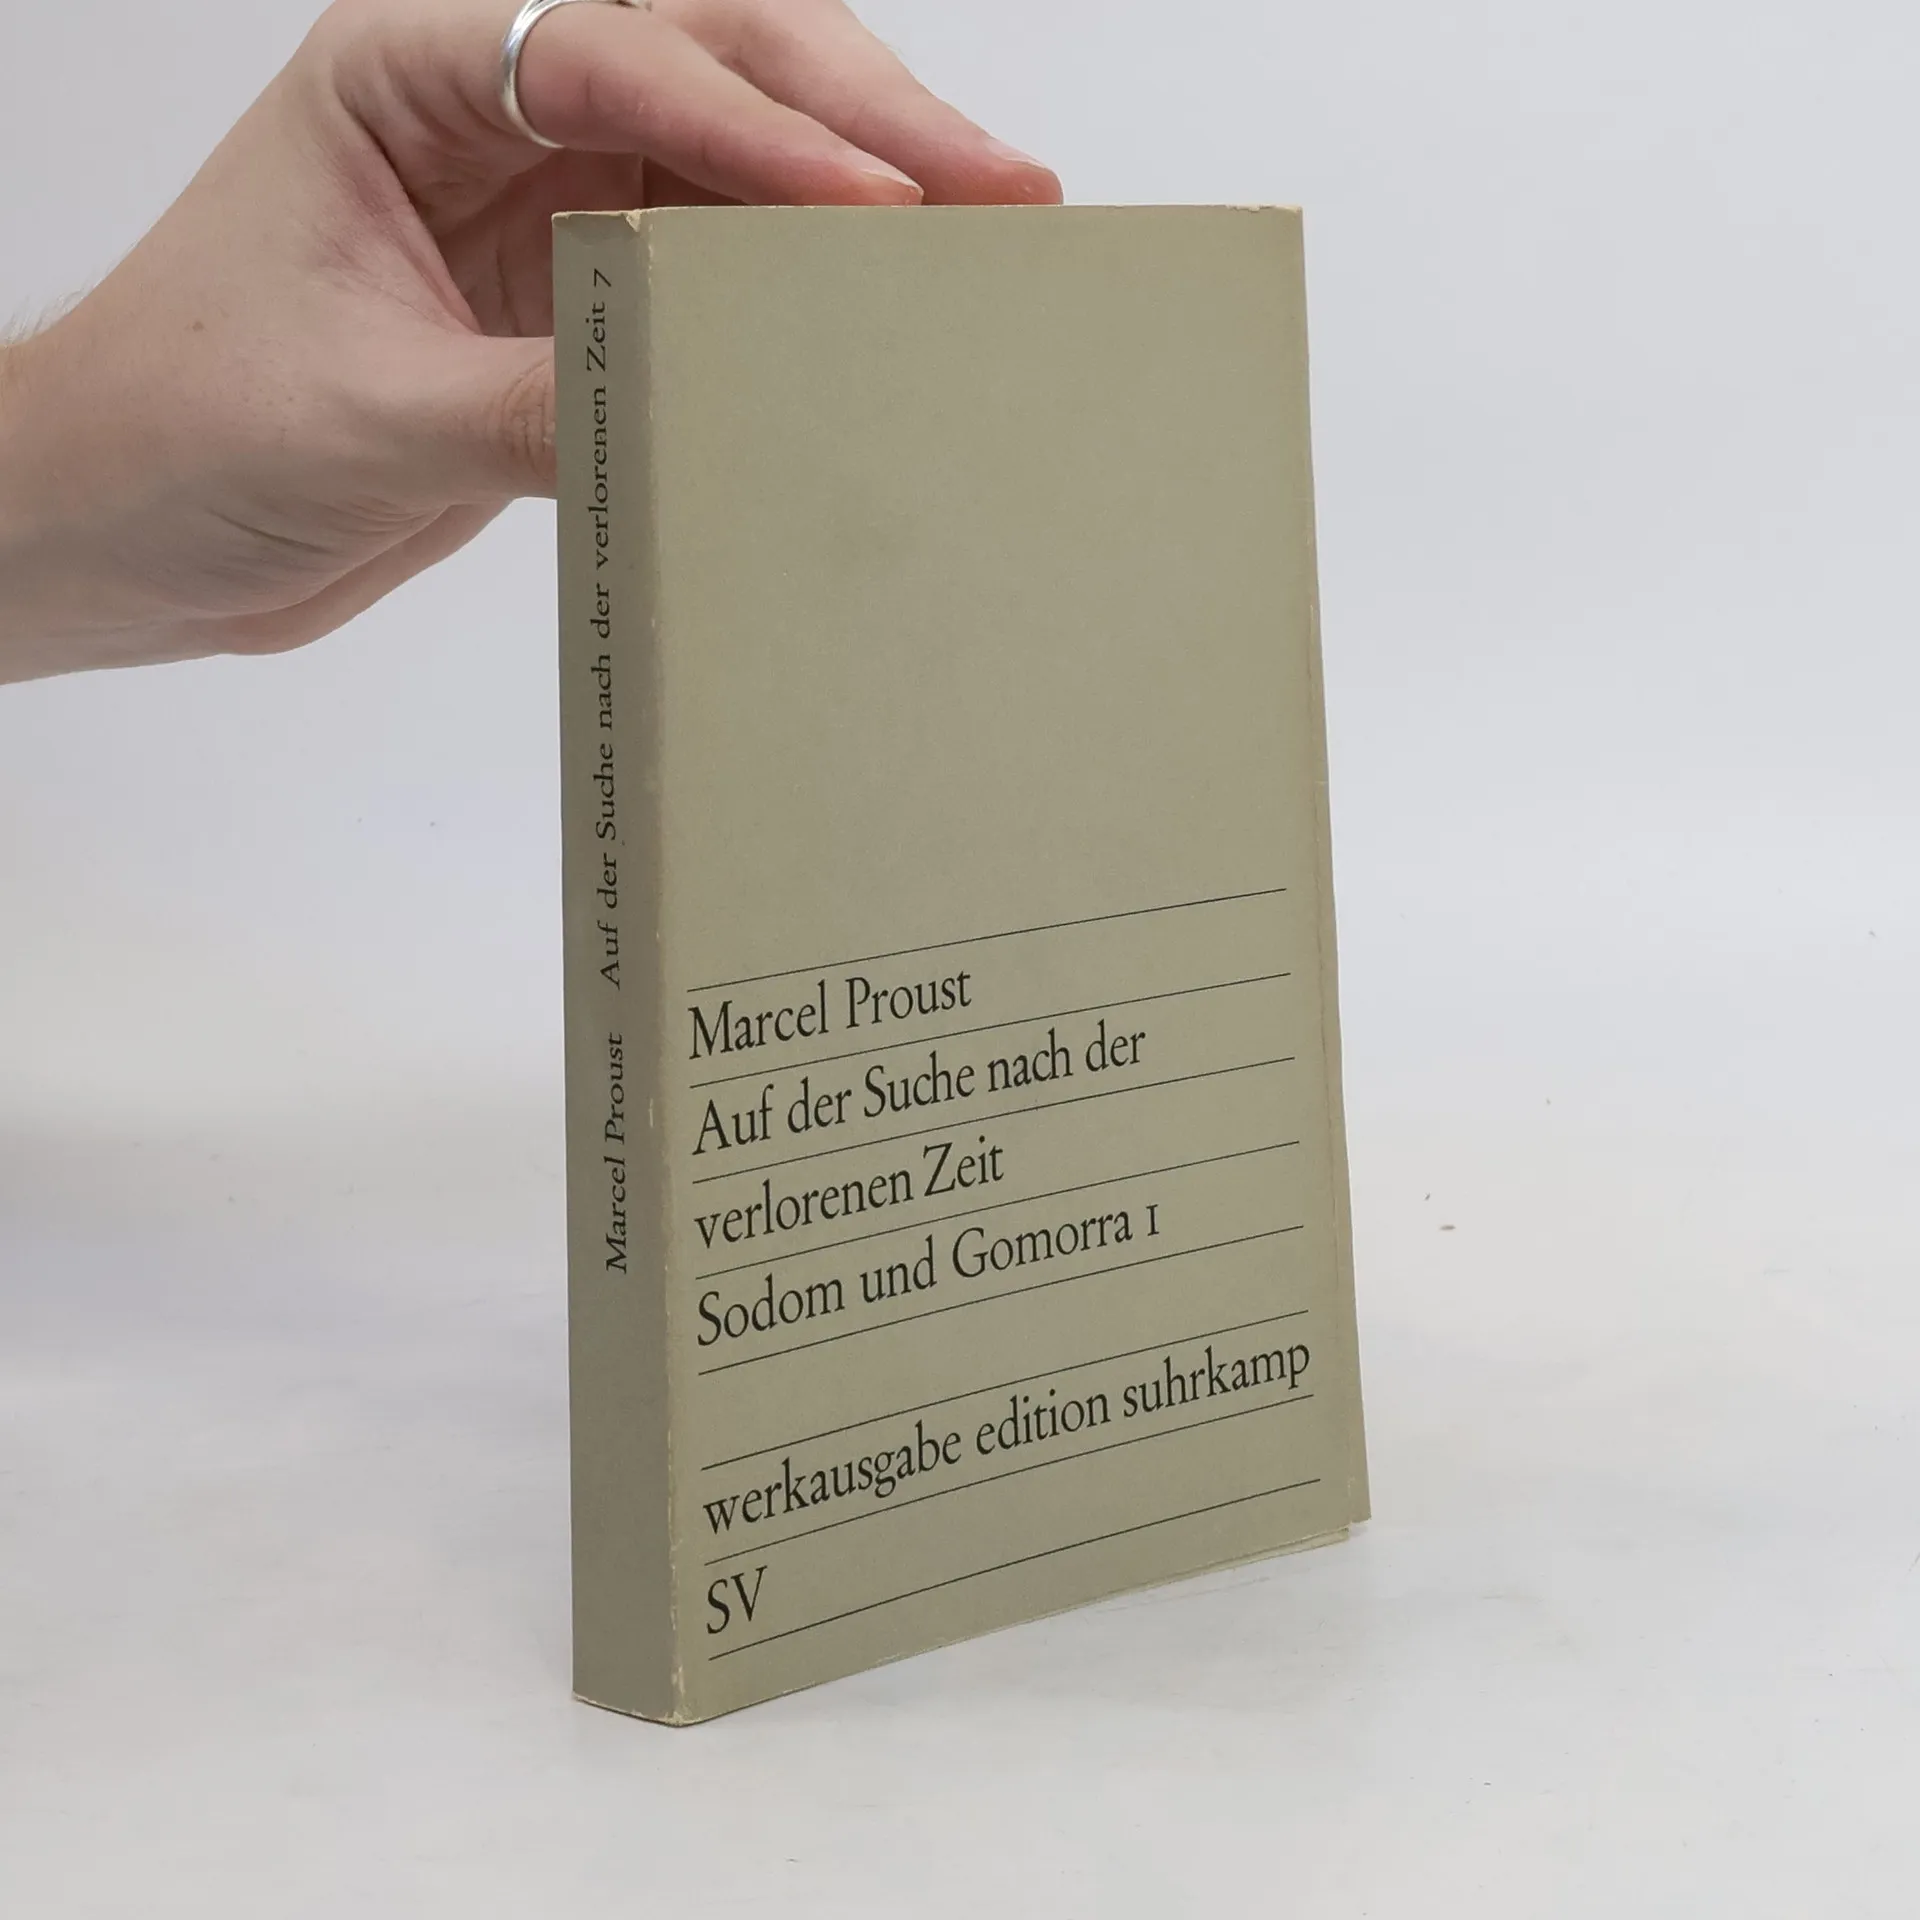 Marcel Proust Auf der Suche nach der verlorenen Zeit 7
Marcel Proust
Auf der Suche nach der
verlorenen Zeit
Sodom und Gomorra 1
werkausgabe edition suhrkamp
SV